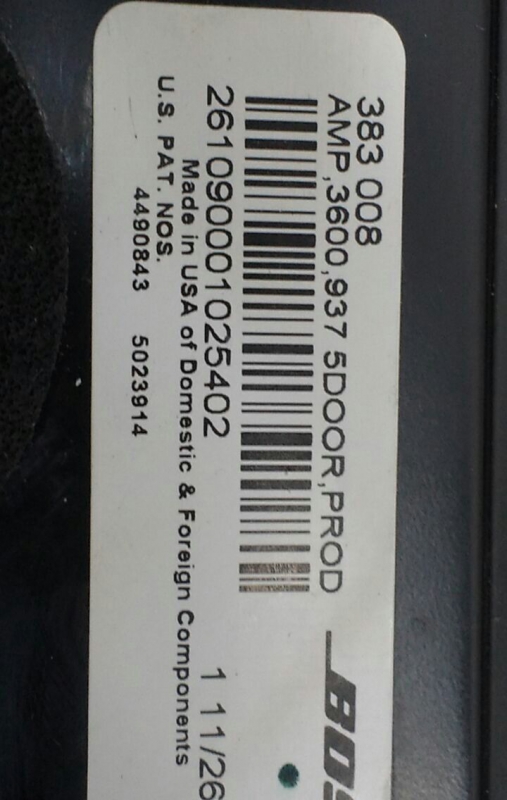 383 008
AMP,3600,937 5DOOR,PROD
261090001025402
1 11/26
Made in USA of Domestic & Foreign Components
U.S. PAT. NOS.
4490843 5023914